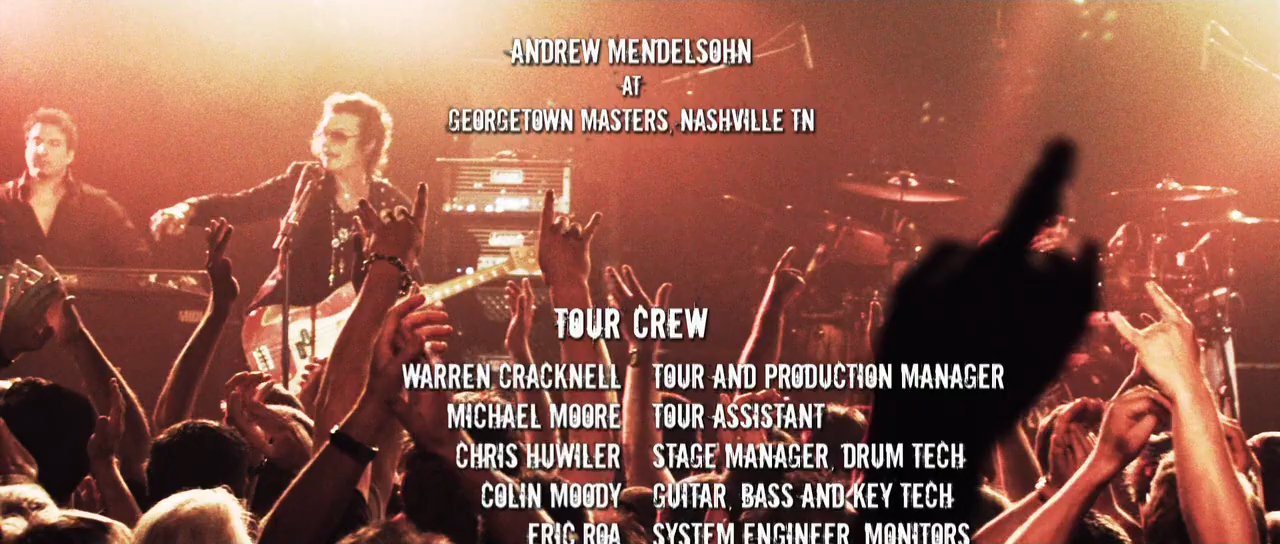 ANDREW MENDELSOHN
AT
GEORGETOWN MASTERS, NASHVILLE TN
TOUR CREW
WARREN CRACKNELL TOUR AND PRODUCTION MANAGER
MICHAEL MOORE TOUR ASSISTANT
CHRIS HUWILER STAGE MANAGER, DRUM TECH
COLIN MOODY GUITAR, BASS AND KEY TECH
ERIC ROA SYSTEM ENGINEER, MONITORS